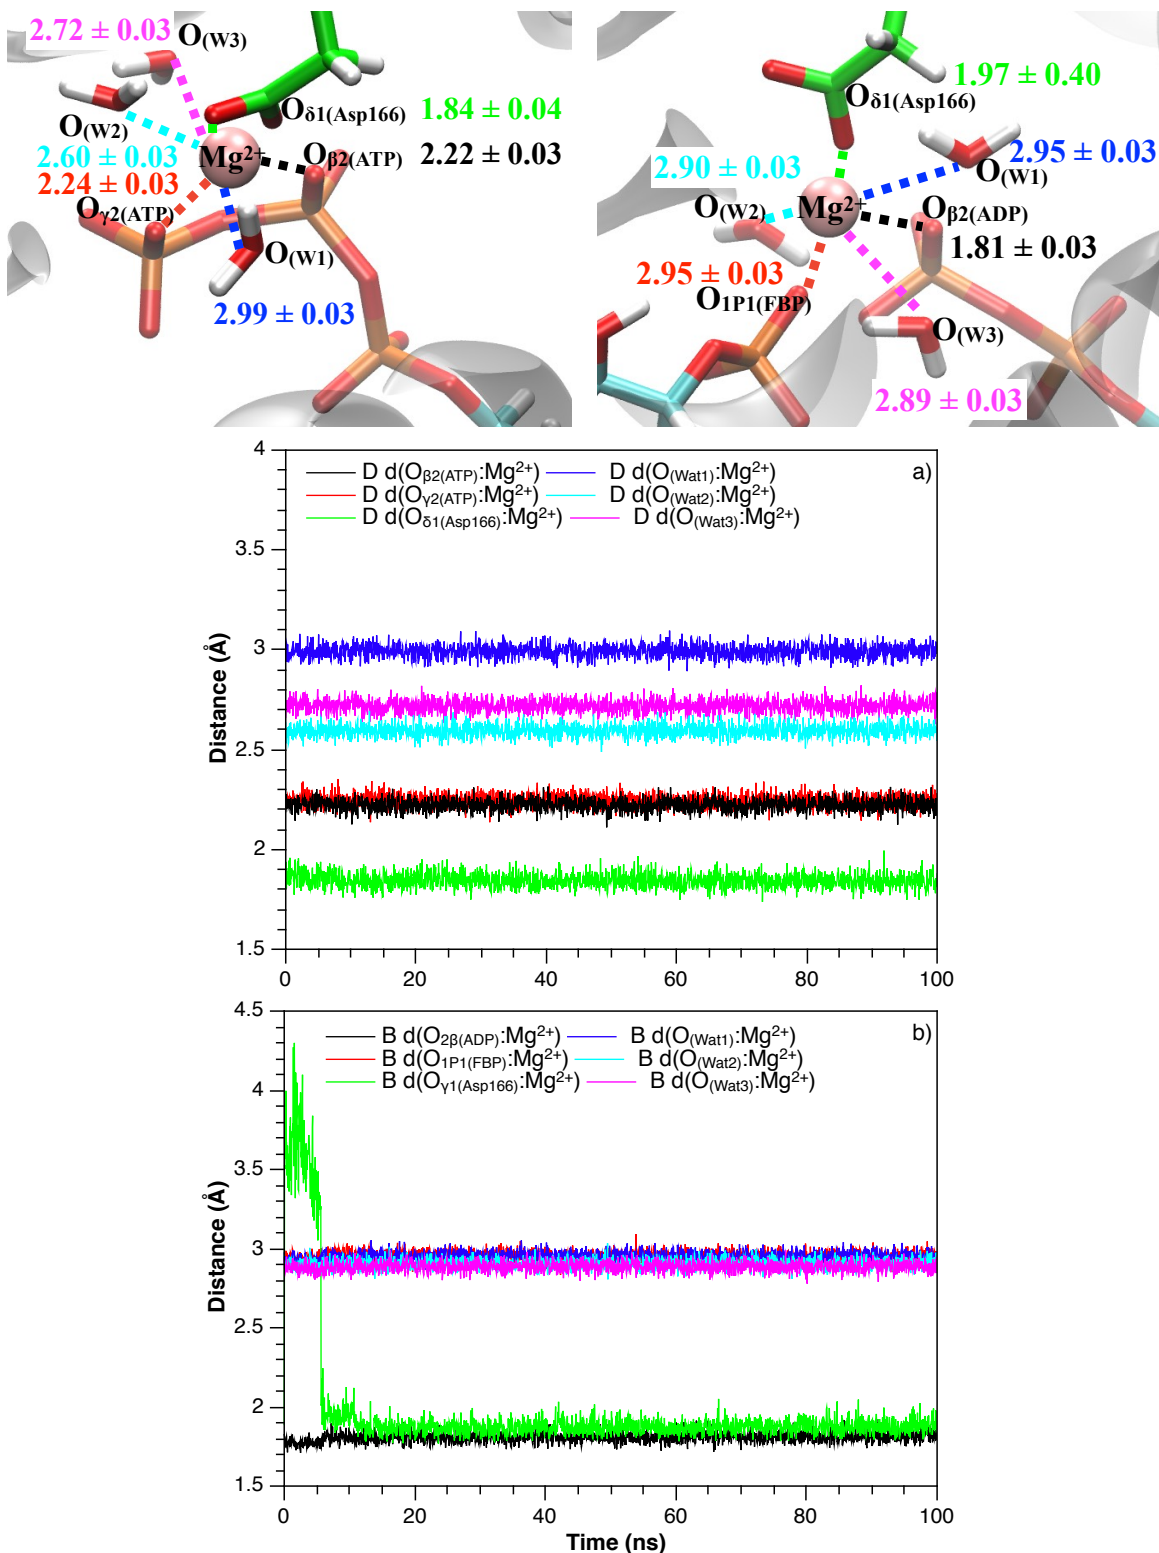 2.72 ± 0.03
O(W3)
Oδ1(Asp166) 1.84 ± 0.04
O(W2)
Mg²⁺
Oβ2(ATP) 2.22 ± 0.03
2.60 ± 0.03
2.24 ± 0.03
Oγ2(ATP)
O(W1)
2.99 ± 0.03
1.97 ± 0.40
Oδ1(Asp166)
2.95 ± 0.03
2.90 ± 0.03
O(W1)
O(W2)
Mg²⁺
Oβ2(ADP)
1.81 ± 0.03
2.95 ± 0.03
O1P1(FBP)
O(W3)
2.89 ± 0.03
a)
D d(Oβ2(ATP):Mg²⁺) D d(O(Wat1):Mg²⁺)
D d(Oγ2(ATP):Mg²⁺) D d(O(Wat2):Mg²⁺)
D d(Oδ1(Asp166):Mg²⁺) D d(O(Wat3):Mg²⁺)
4
3.5
3
2.5
2
1.5
Distance (Å)
0 20 40 60 80 100
b)
B d(O2β(ADP):Mg²⁺) B d(O(Wat1):Mg²⁺)
B d(O1P1(FBP):Mg²⁺) B d(O(Wat2):Mg²⁺)
B d(Oγ1(Asp166):Mg²⁺) B d(O(Wat3):Mg²⁺)
4.5
4
3.5
3
2.5
2
1.5
Distance (Å)
0 20 40 60 80 100
Time (ns)